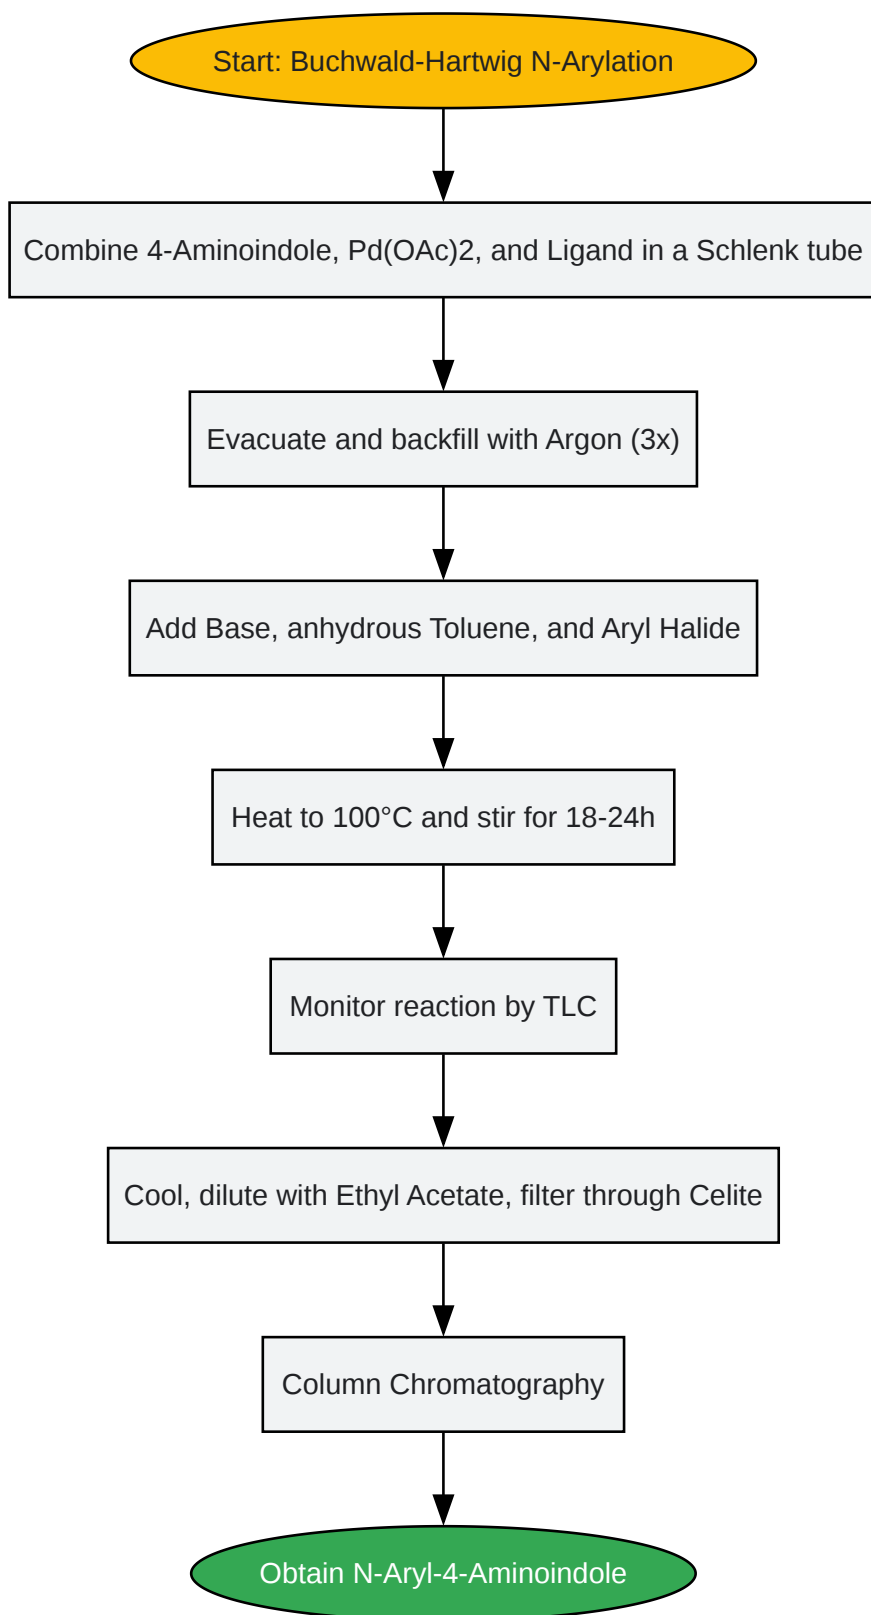 Start: Buchwald-Hartwig N-Arylation
Combine 4-Aminoindole, Pd(OAc)2, and Ligand in a Schlenk tube
Evacuate and backfill with Argon (3x)
Add Base, anhydrous Toluene, and Aryl Halide
Heat to 100°C and stir for 18-24h
Monitor reaction by TLC
Cool, dilute with Ethyl Acetate, filter through Celite
Column Chromatography
Obtain N-Aryl-4-Aminoindole